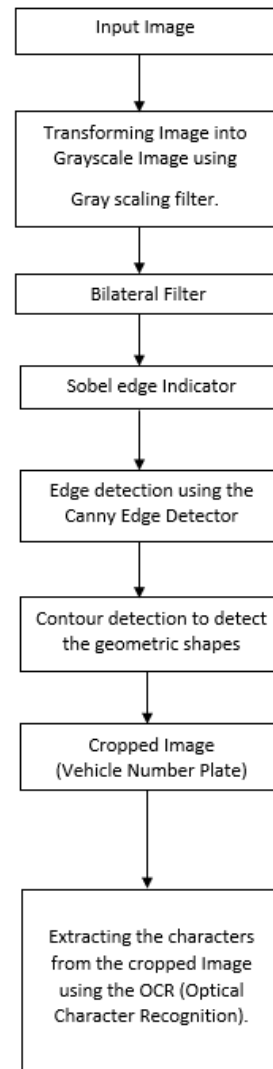 Input Image
Transforming Image into
Grayscale Image using
Gray scaling filter.
Bilateral Filter
Sobel edge Indicator
Edge detection using the
Canny Edge Detector
Contour detection to detect
the geometric shapes
Cropped Image
(Vehicle Number Plate)
Extracting the characters
from the cropped Image
using the OCR (Optical
Character Recognition).